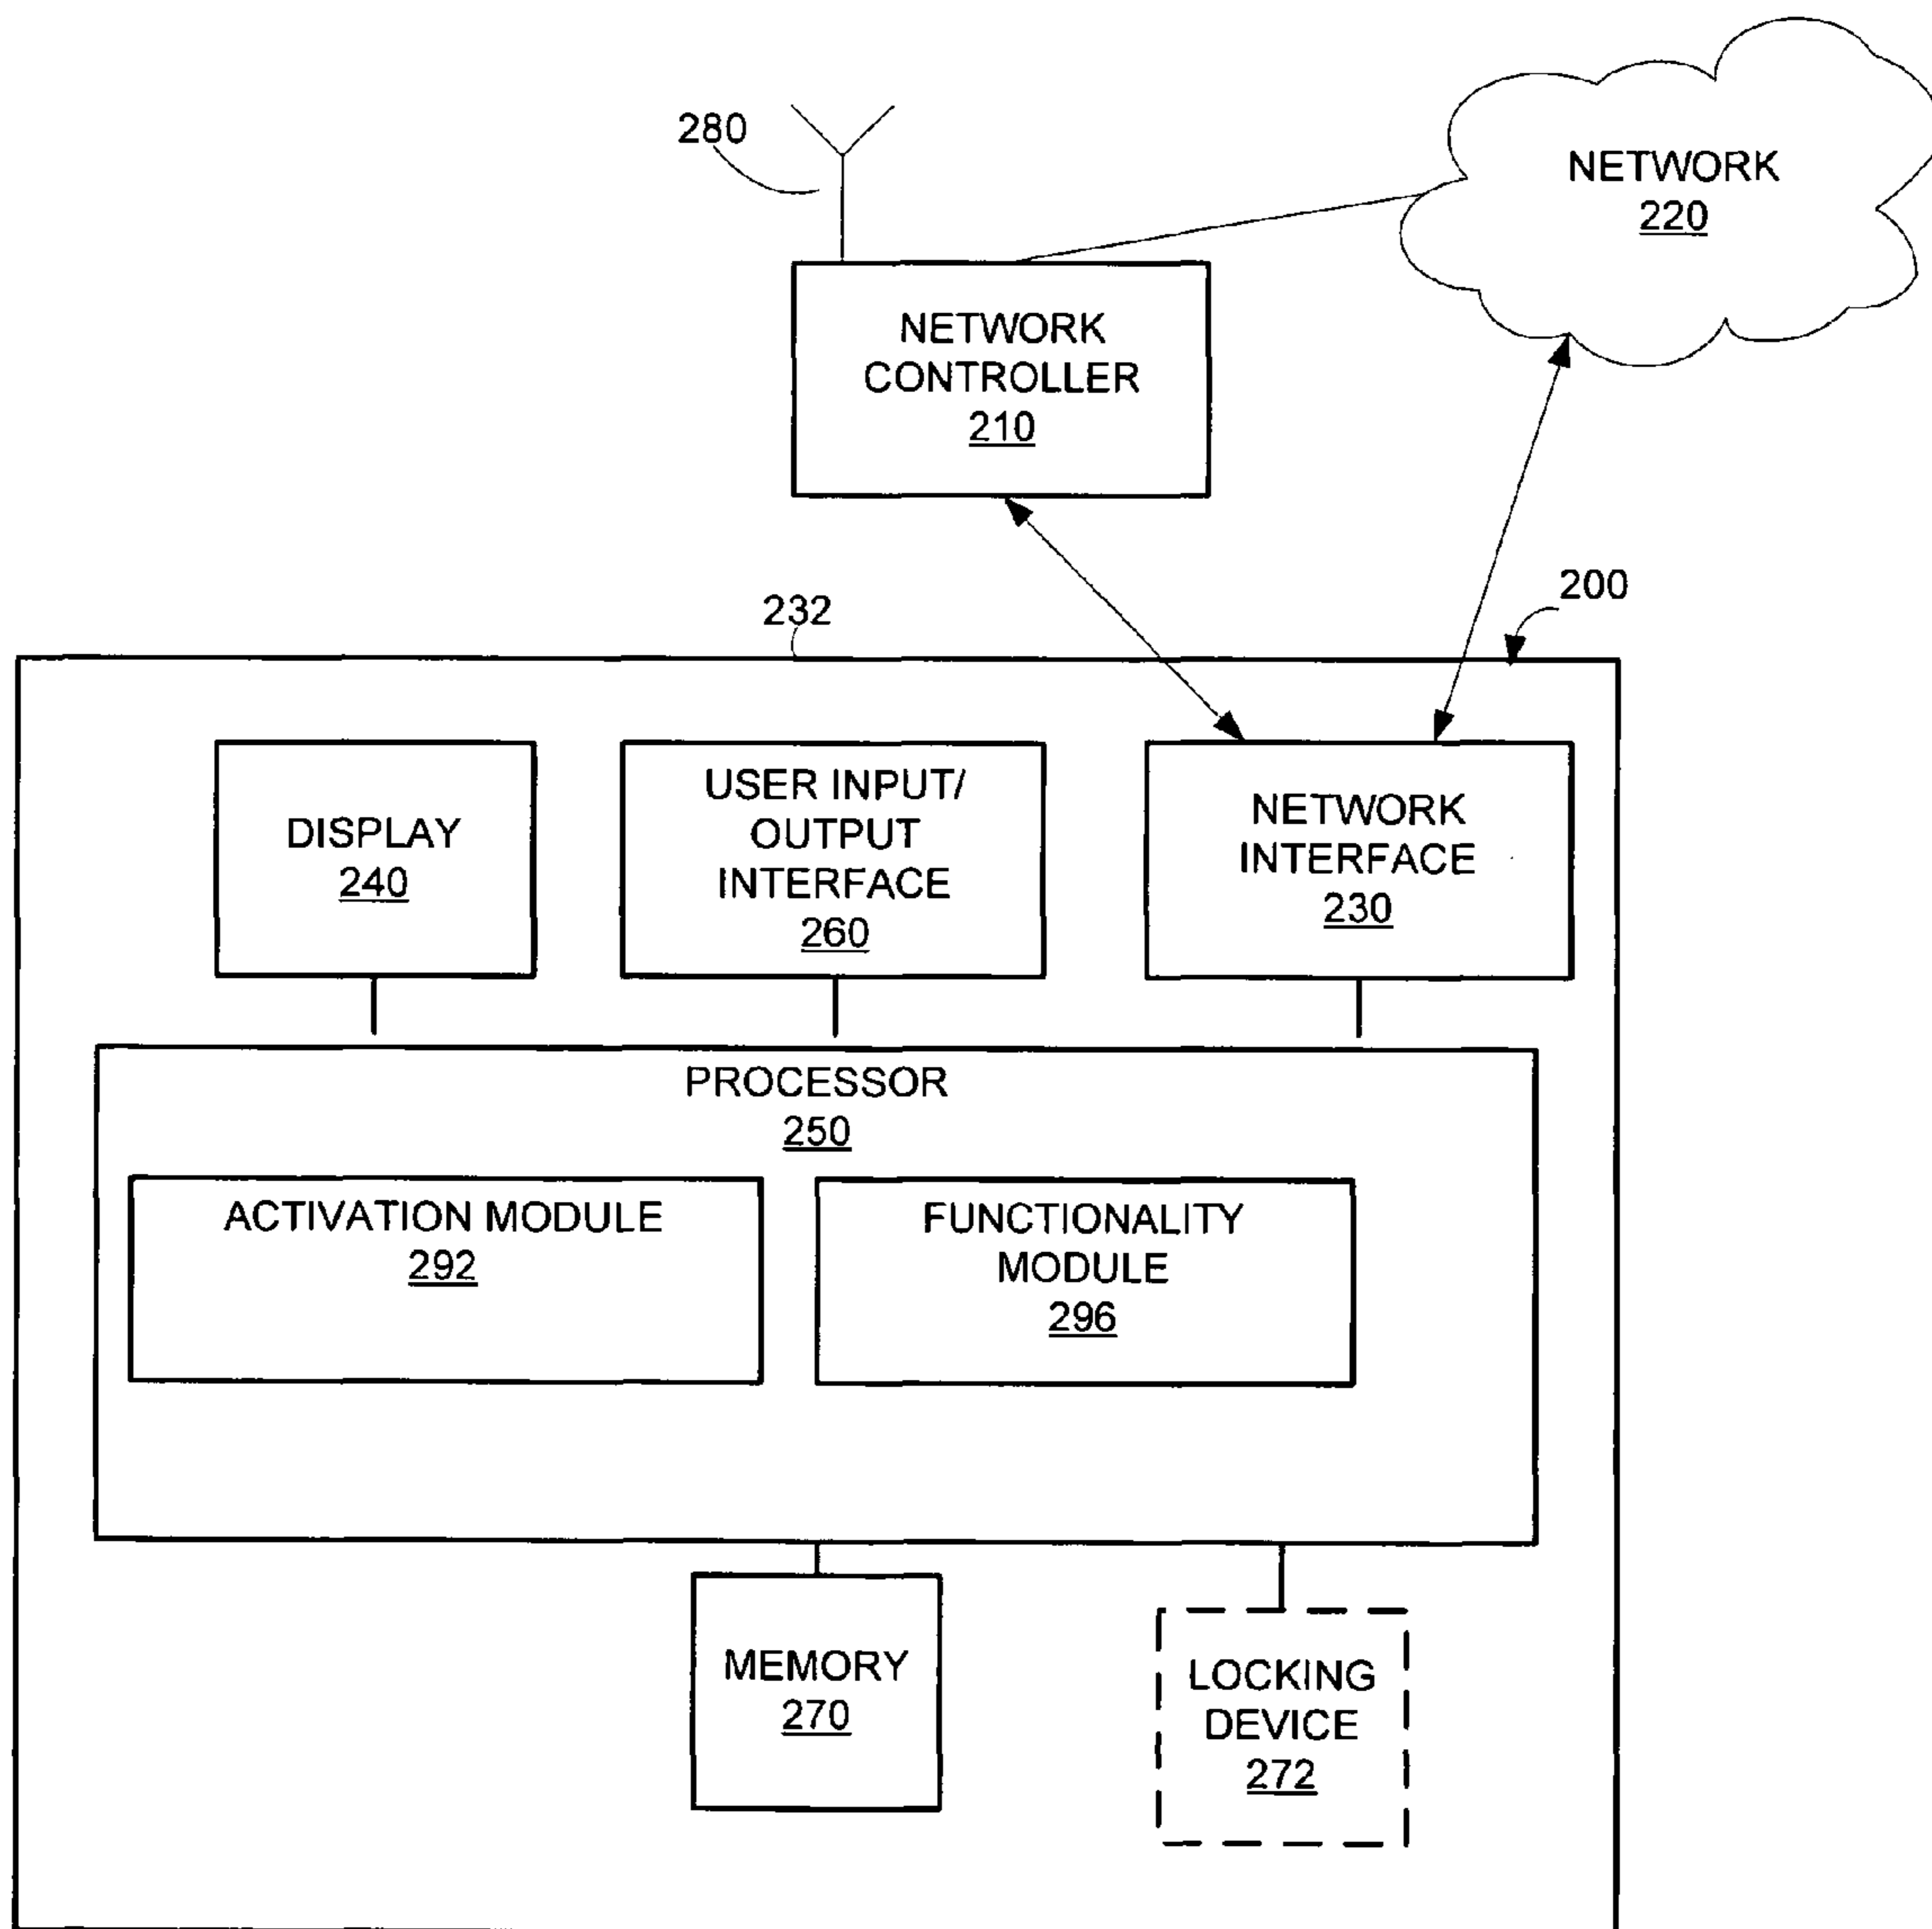 280
NETWORK
220
NETWORK
CONTROLLER
210
232
200
DISPLAY
240
USER INPUT/
OUTPUT
INTERFACE
260
NETWORK
INTERFACE
230
PROCESSOR
250
ACTIVATION MODULE
292
FUNCTIONALITY
MODULE
296
MEMORY
270
LOCKING
DEVICE
272